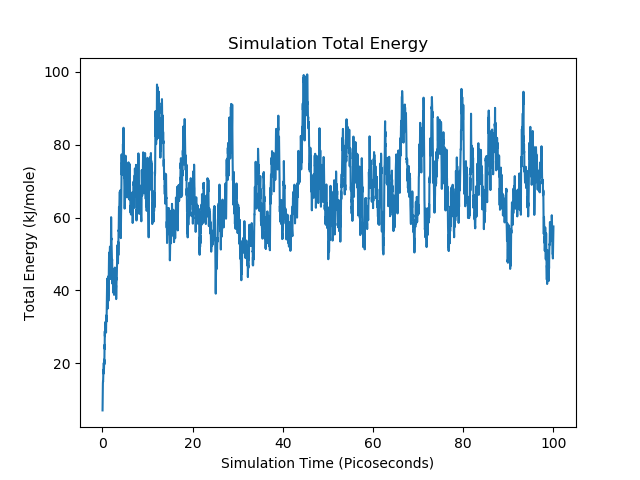 Simulation Total Energy
Total Energy (kJ/mole)
100
80
60
40
20
0 20 40 60 80 100
Simulation Time (Picoseconds)